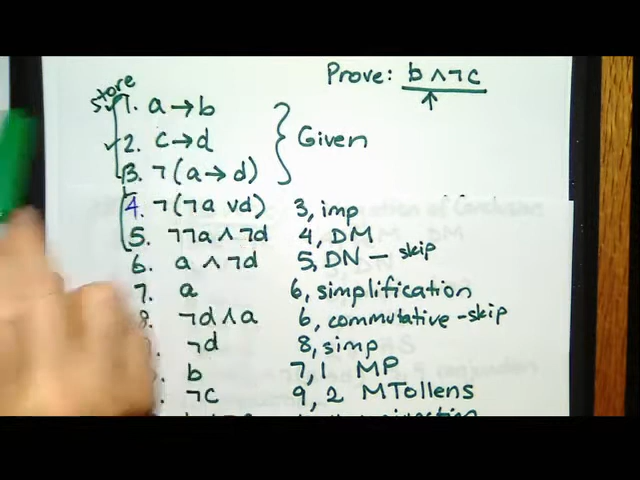 Prove: b ∧ ¬c
store
1. a → b
2. c → d
3. ¬(a → d) Given
4. ¬(¬a ∨ d) 3, imp
5. ¬¬a ∧ ¬d 4, DM
6. a ∧ ¬d 5, DN – skip
7. a 6, simplification
8. ¬d ∧ a 6, commutative - skip
. ¬d 8, simp
. b 7, 1 MP
. ¬c 9, 2 MTollens